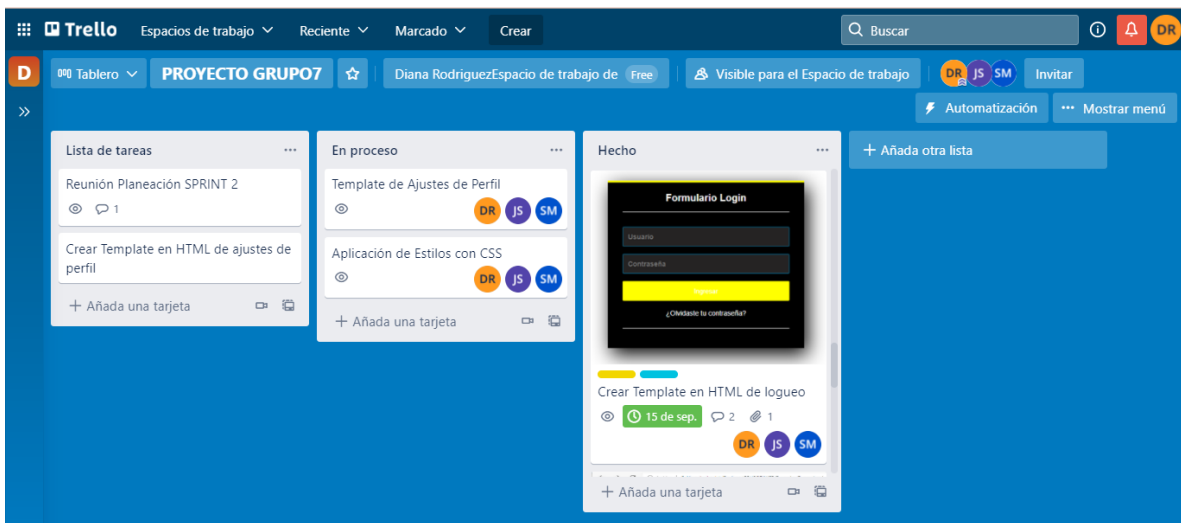 Trello Espacios de trabajo Reciente Marcado Crear Buscar DR
D Tablero PROYECTO GRUPO7 Diana RodriguezEspacio de trabajo de Free Visible para el Espacio de trabajo DR JS SM Invitar
Automatización Mostrar menú
Lista de tareas
Reunión Planeación SPRINT 2
1
Crear Template en HTML de ajustes de
perfil
+ Añada una tarjeta
En proceso
Template de Ajustes de Perfil
DR JS SM
Aplicación de Estilos con CSS
DR JS SM
+ Añada una tarjeta
Hecho
Formulario Login
Usuario
Contraseña
¿Olvidaste tu contraseña?
Crear Template en HTML de logueo
15 de sep. 2 1
DR JS SM
+ Añada una tarjeta
+ Añada otra lista